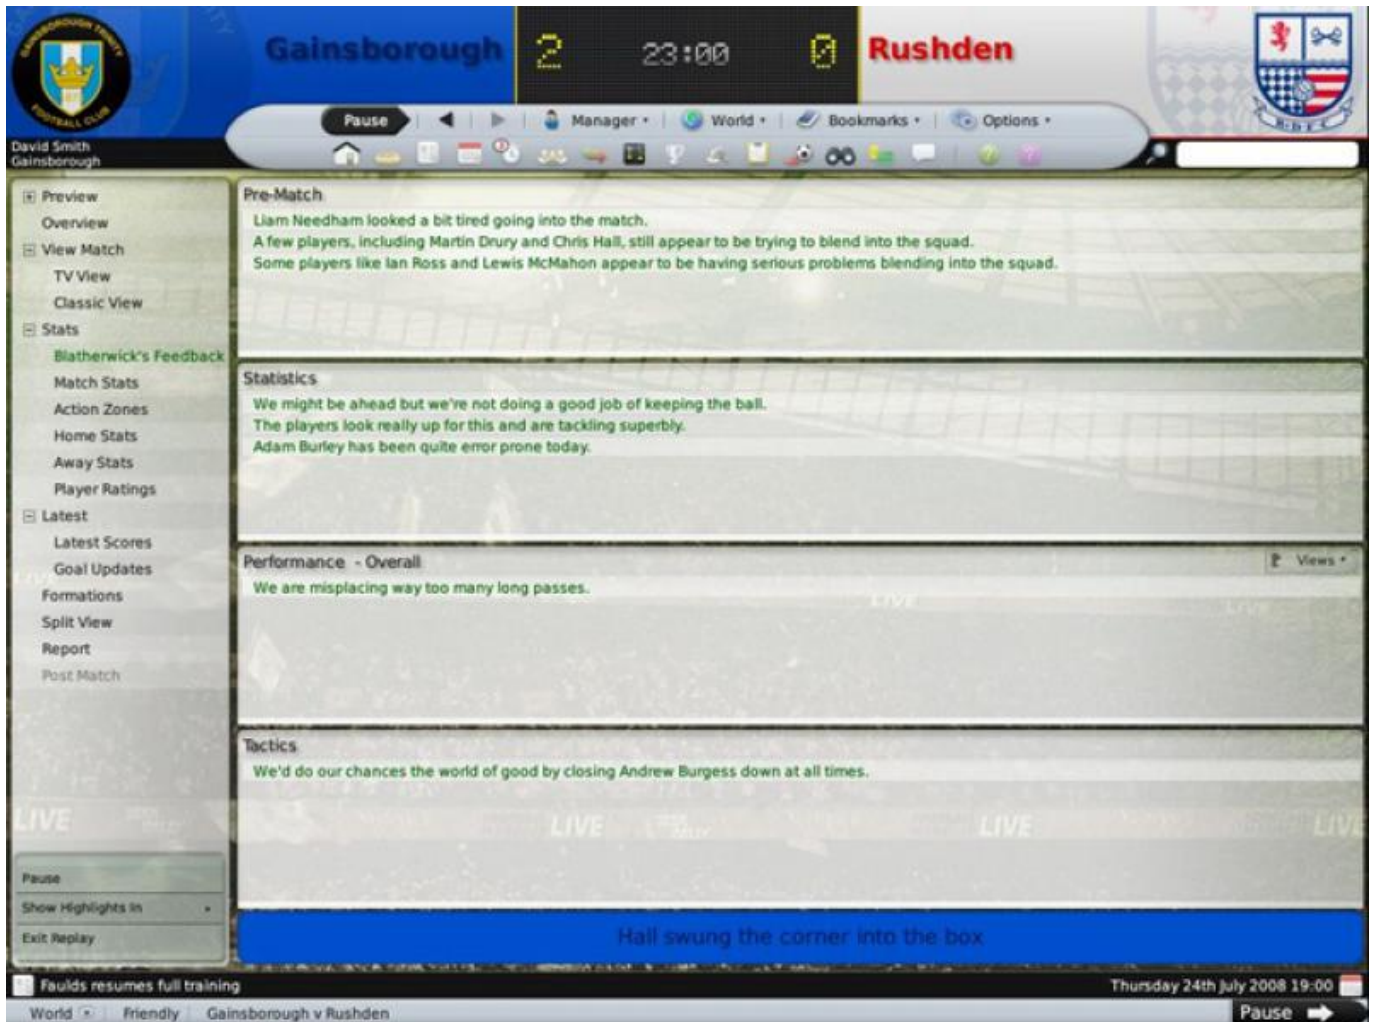 Gainsborough
2
23:00
0
Rushden
GAINSBOROUGH TRINITY
FOOTBALL CLUB
R·D·F·C
Pause
Manager
World
Bookmarks
Options
David Smith
Gainsborough
Preview
Overview
View Match
TV View
Classic View
Stats
Blatherwick's Feedback
Match Stats
Action Zones
Home Stats
Away Stats
Player Ratings
Latest
Latest Scores
Goal Updates
Formations
Split View
Report
Post Match
Pre-Match
Liam Needham looked a bit tired going into the match.
A few players, including Martin Drury and Chris Hall, still appear to be trying to blend into the squad.
Some players like Ian Ross and Lewis McMahon appear to be having serious problems blending into the squad.
Statistics
We might be ahead but we're not doing a good job of keeping the ball.
The players look really up for this and are tackling superbly.
Adam Burley has been quite error prone today.
Performance - Overall
Views
We are misplacing way too many long passes.
LIVE
Tactics
We'd do our chances the world of good by closing Andrew Burgess down at all times.
LIVE
LIVE
LIVE
LIVE
Pause
Show Highlights In
Exit Replay
Hall swung the corner into the box
Faulds resumes full training
Thursday 24th July 2008 19:00
World
Friendly
Gainsborough v Rushden
Pause